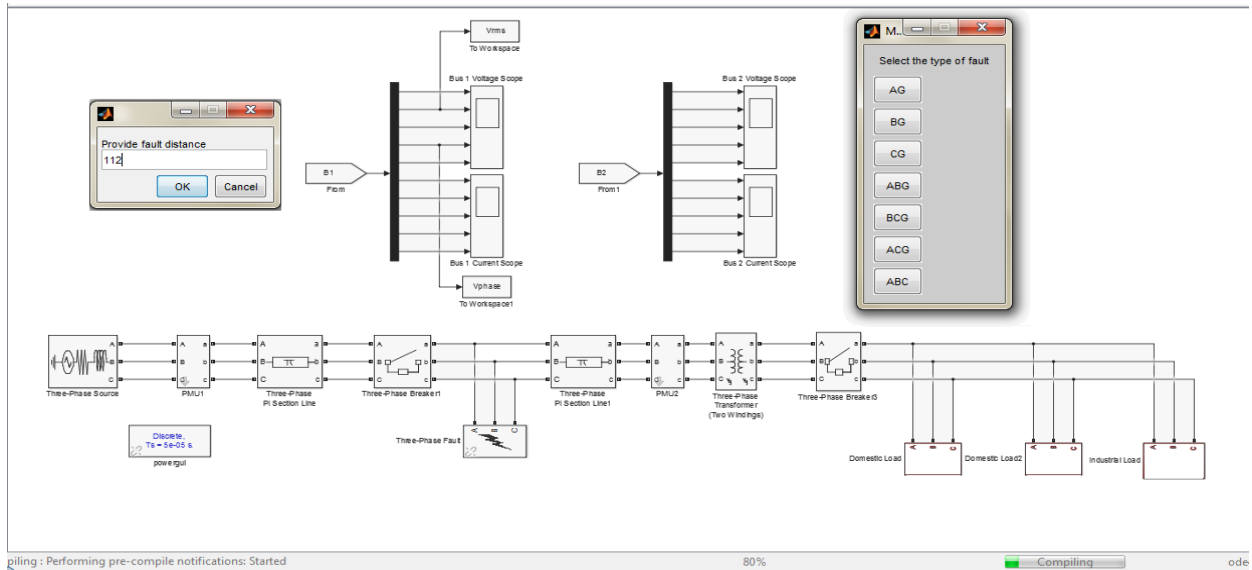 Vrms
To Workspace
M...
Select the type of fault
AG
BG
CG
ABG
BCG
ACG
ABC
Provide fault distance
112
OK
Cancel
Bus 1 Voltage Scope
B1
From
Bus 1 Current Scope
Vphase
To Workspace1
Bus 2 Voltage Scope
B2
From1
Bus 2 Current Scope
A
B
C
Three-Phase Source
A a
B b
C c
PMU1
A a
B b
C c
Three-Phase
PI Section Line
A a
B b
C c
Three-Phase Breaker1
A a
B b
C c
Three-Phase
PI Section Line1
A a
B b
C c
PMU2
A a
B b
C c
Three-Phase
Transformer
(Two Windings)
A a
B b
C c
Three-Phase Breaker3
Discrete,
Ts = 5e-05 s.
powergui
A B C
Three-Phase Fault
A B C
Domestic Load
A B C
Domestic Load2
A B C
Industrial Load
piling : Performing pre-compile notifications: Started
80%
Compiling
ode